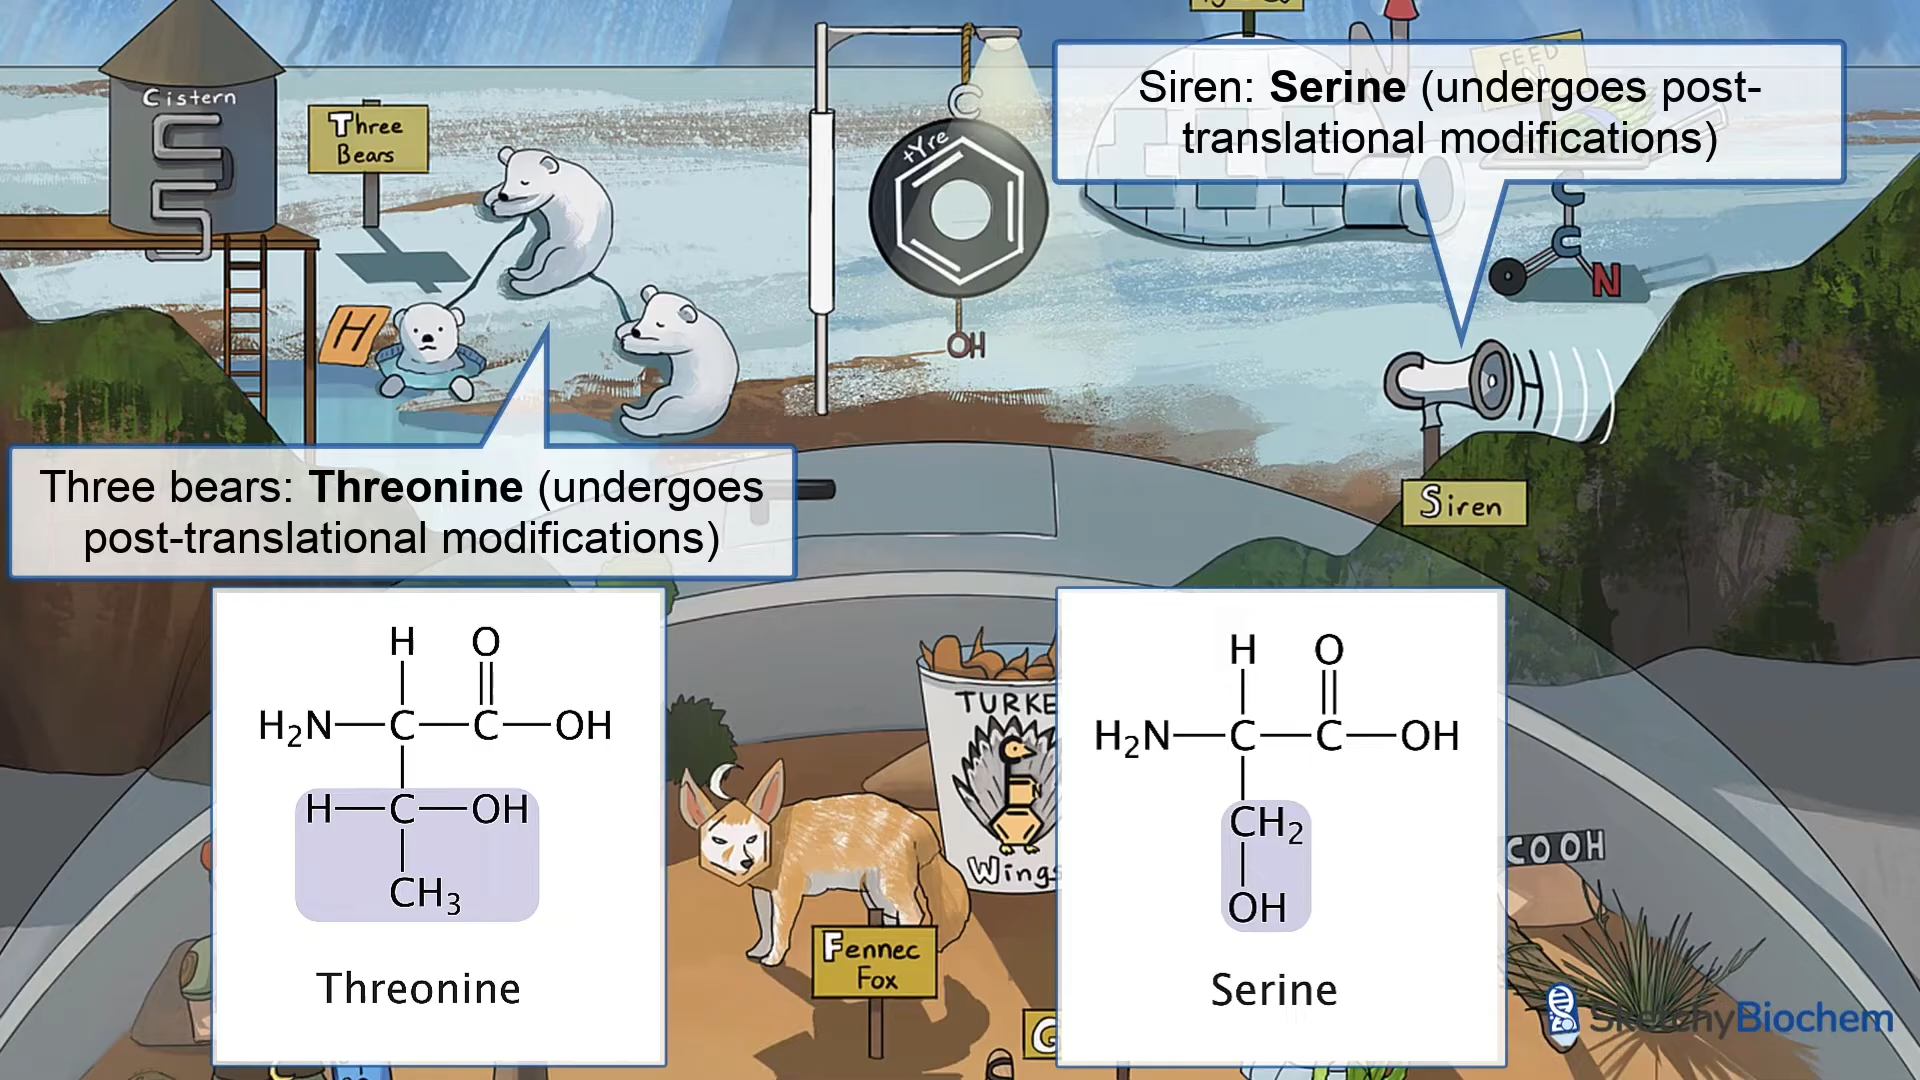 Cistern
Three
Bears
tyre
C
OH
H
FEED
Siren: Serine (undergoes post-
translational modifications)
C
C
N
H
Siren
Three bears: Threonine (undergoes
post-translational modifications)
H O
H₂N—C—C—OH
H—C—OH
CH₃
Threonine
H O
H₂N—C—C—OH
CH₂
OH
Serine
Wings
Fennec
Fox
COOH
G
SketchyBiochem